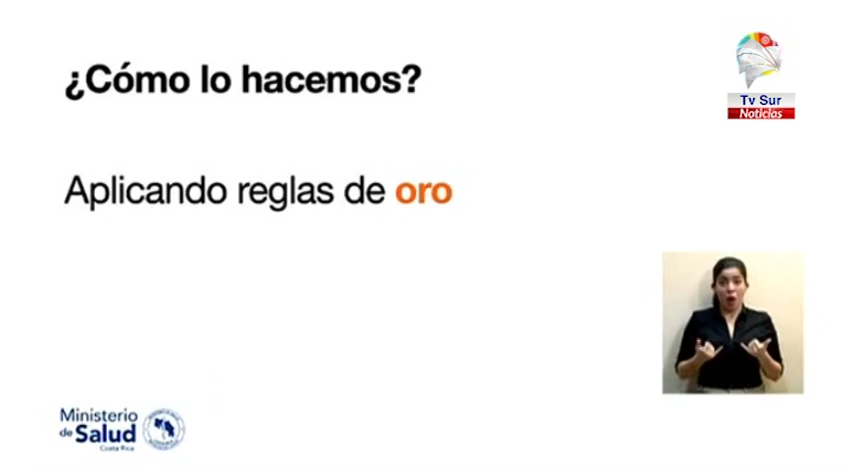 ¿Cómo lo hacemos?
Tv Sur
Noticias
Aplicando reglas de oro
Ministerio
de Salud
Costa Rica